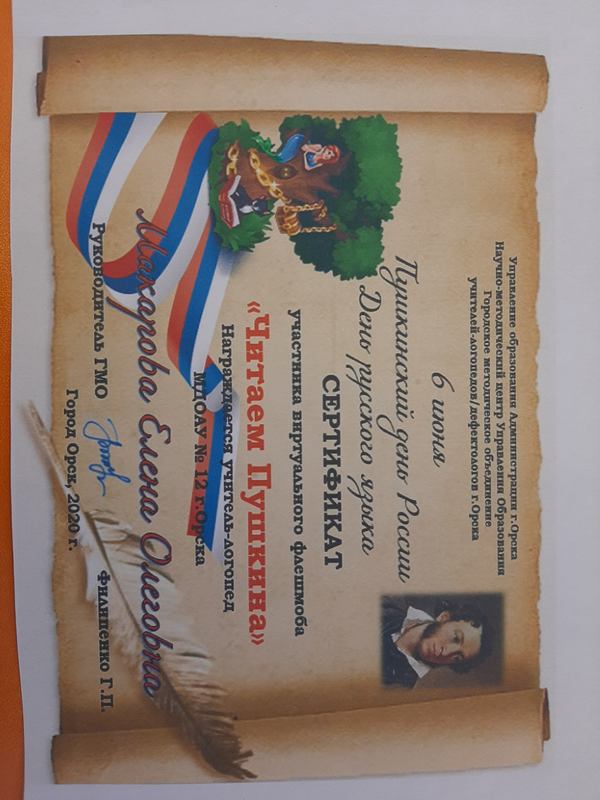 Управление образования Администрации г.Орска
Научно-методический центр Управления Образования
Городское методическое объединение
учителей-логопедов/дефектологов г.Орска
6 июня
Пушкинский день России
День русского языка
СЕРТИФИКАТ
участника виртуального флешмоба
«Читаем Пушкина»
Награждается учитель-логопед
МДОАУ № 12 г.Орска
Макарова Елена Олеговна
Руководитель ГМО Филяшенко Г.П.
Город Орск, 2020 г.